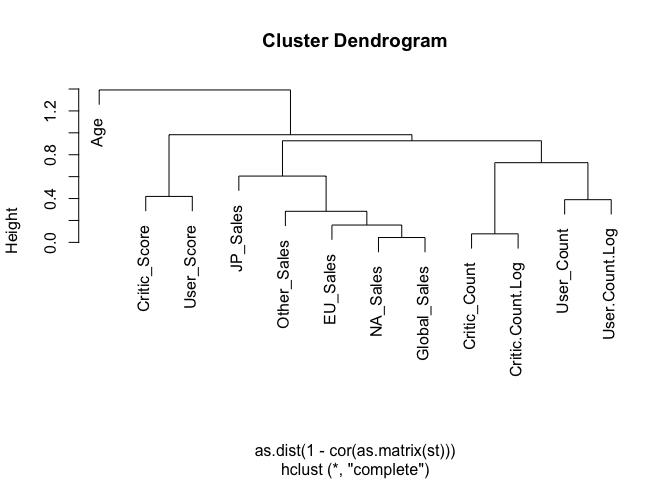 Cluster Dendrogram
Height
0.0 0.4 0.8 1.2
Age
Critic_Score
User_Score
JP_Sales
Other_Sales
EU_Sales
NA_Sales
Global_Sales
Critic_Count
Critic.Count.Log
User_Count
User.Count.Log
as.dist(1 - cor(as.matrix(st)))
hclust (*, "complete")